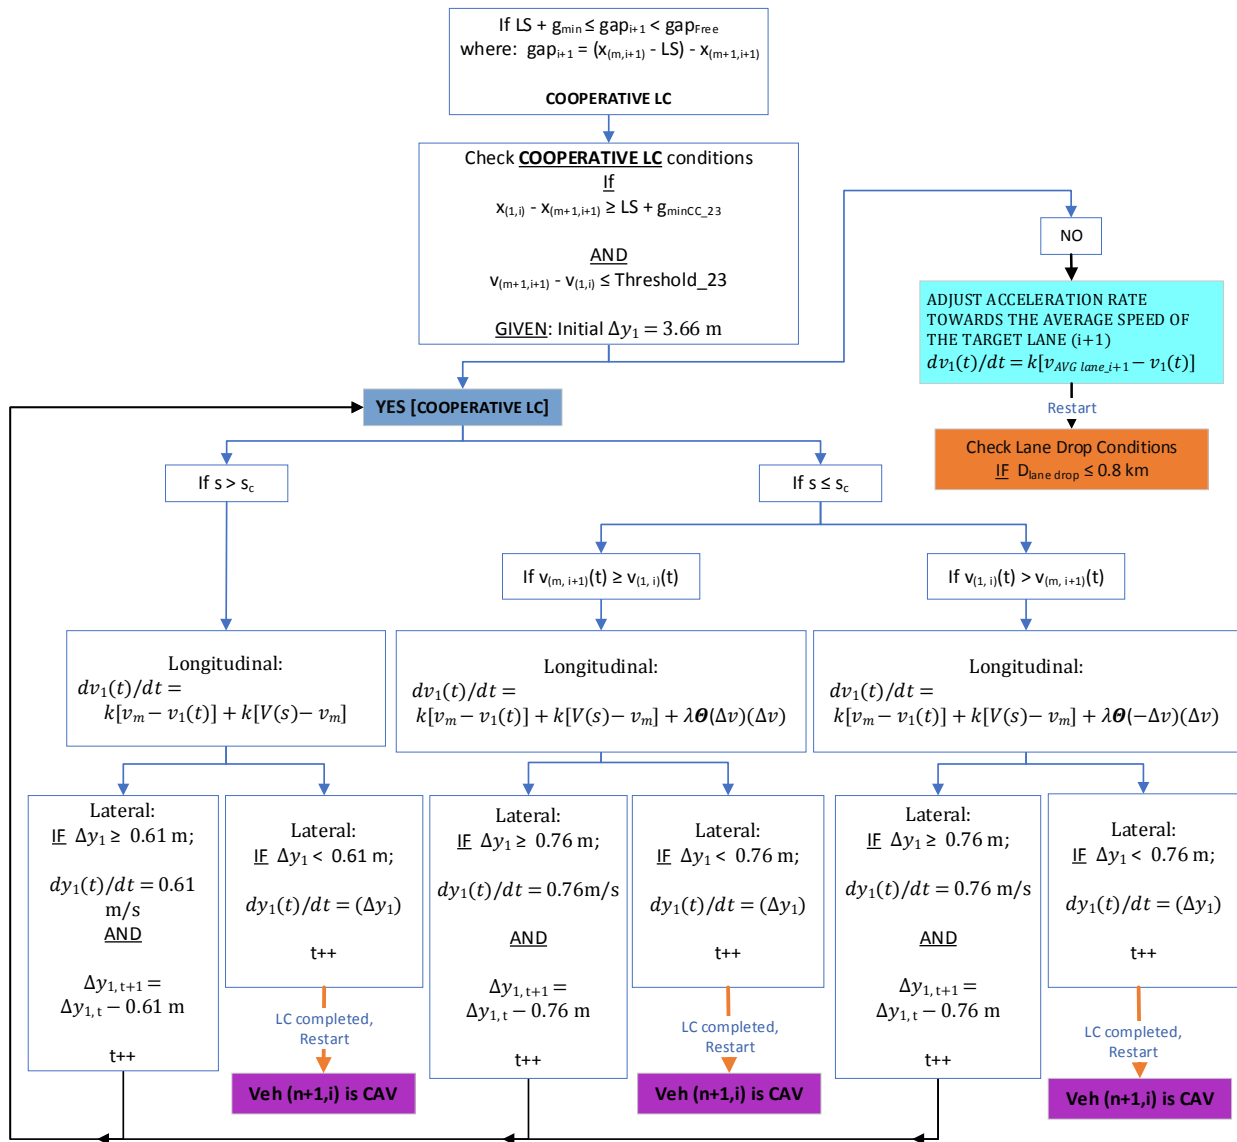 If LS + gmin ≤ gapi+1 < gapFree
where: gapi+1 = (x(m,i+1) - LS) - x(m+1,i+1)
COOPERATIVE LC
Check COOPERATIVE LC conditions
If
x(1,i) - x(m+1,i+1) ≥ LS + gminCC_23
AND
v(m+1,i+1) - v(1,i) ≤ Threshold_23
GIVEN: Initial Δy1 = 3.66 m
NO
ADJUST ACCELERATION RATE
TOWARDS THE AVERAGE SPEED OF
THE TARGET LANE (i+1)
dv1(t)/dt = k[vAVG lane_i+1 − v1(t)]
Restart
Check Lane Drop Conditions
IF Dlane drop ≤ 0.8 km
YES [COOPERATIVE LC]
If s > sc
If s ≤ sc
If v(m, i+1)(t) ≥ v(1, i)(t)
If v(1, i)(t) > v(m, i+1)(t)
Longitudinal:
dv1(t)/dt =
k[vm − v1(t)] + k[V(s) − vm]
Longitudinal:
dv1(t)/dt =
k[vm − v1(t)] + k[V(s) − vm] + λΘ(Δv)(Δv)
Longitudinal:
dv1(t)/dt =
k[vm − v1(t)] + k[V(s) − vm] + λΘ(−Δv)(Δv)
Lateral:
IF Δy1 ≥ 0.61 m;
dy1(t)/dt = 0.61
m/s
AND
Δy1, t+1 =
Δy1, t − 0.61 m
t++
Lateral:
IF Δy1 < 0.61 m;
dy1(t)/dt = (Δy1)
t++
LC completed,
Restart
Veh (n+1,i) is CAV
Lateral:
IF Δy1 ≥ 0.76 m;
dy1(t)/dt = 0.76m/s
AND
Δy1, t+1 =
Δy1, t − 0.76 m
t++
Lateral:
IF Δy1 < 0.76 m;
dy1(t)/dt = (Δy1)
t++
LC completed,
Restart
Veh (n+1,i) is CAV
Lateral:
IF Δy1 ≥ 0.76 m;
dy1(t)/dt = 0.76 m/s
AND
Δy1, t+1 =
Δy1, t − 0.76 m
t++
Lateral:
IF Δy1 < 0.76 m;
dy1(t)/dt = (Δy1)
t++
LC completed,
Restart
Veh (n+1,i) is CAV